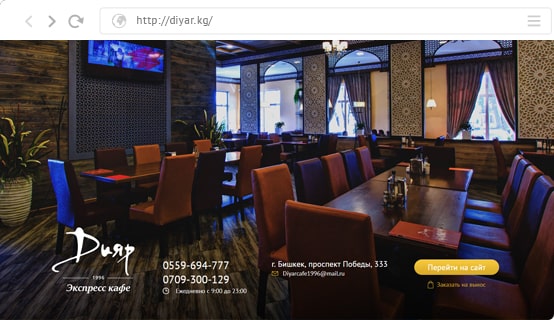 http://diyar.kg/
Дияр
1996
Экспресс кафе
0559-694-777
0709-300-129
Ежедневно с 9:00 до 23:00
г. Бишкек, проспект Победы, 333
Diyarcafe1996@mail.ru
Перейти на сайт
Заказать на вынос